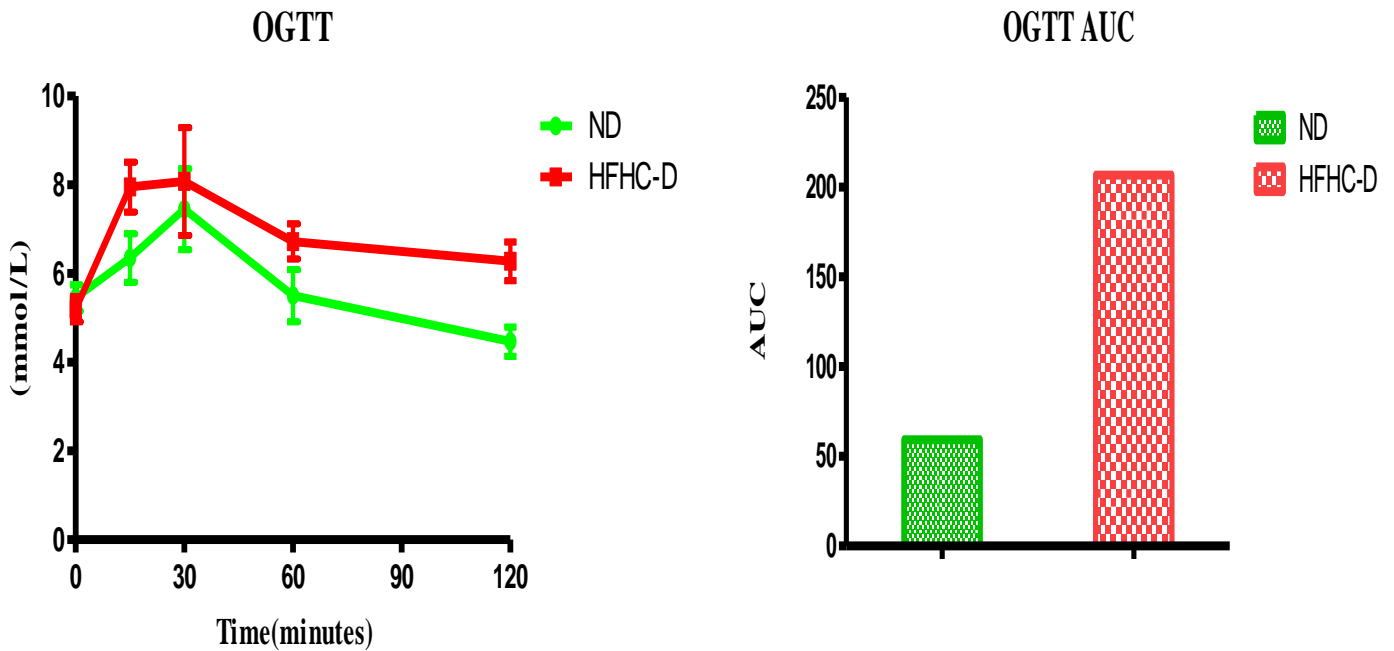 OGTT
10
8
6
4
2
0
(mmol/L)
0 30 60 90 120
Time(minutes)
ND
HFHC-D
OGTT AUC
250
200
150
100
50
0
AUC
ND
HFHC-D